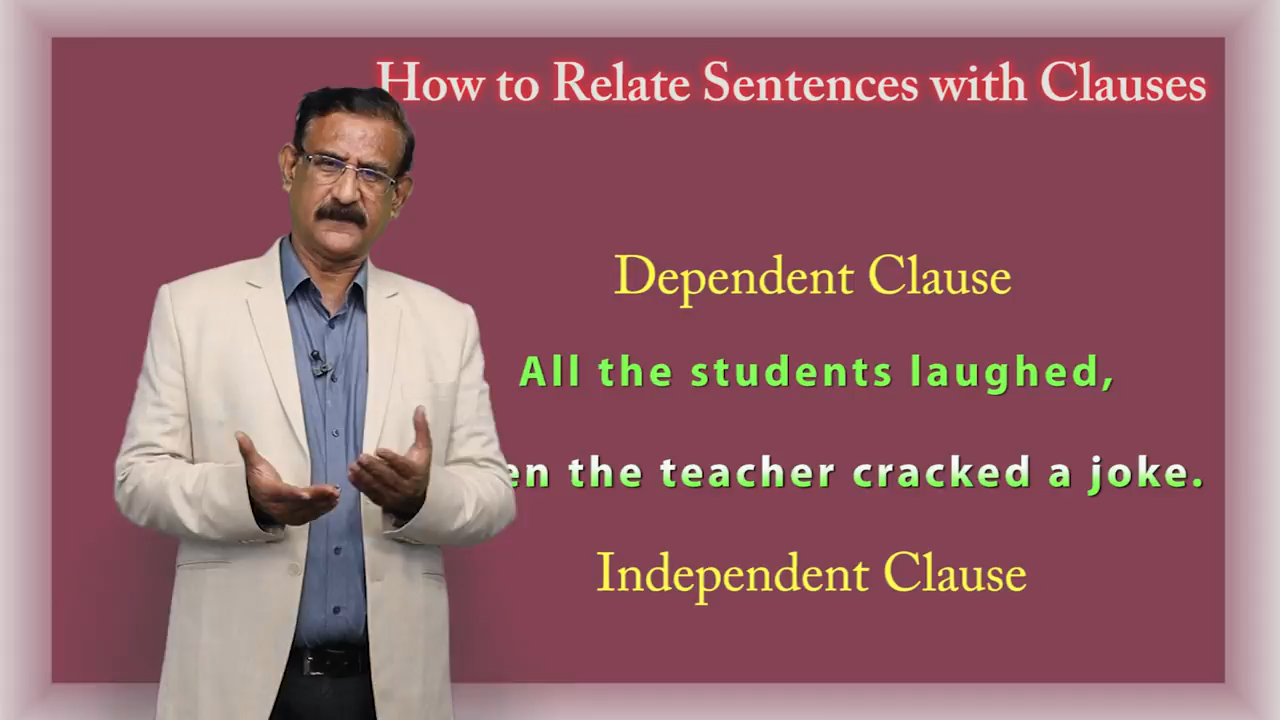 How to Relate Sentences with Clauses
Dependent Clause
All the students laughed,
the teacher cracked a joke.
Independent Clause